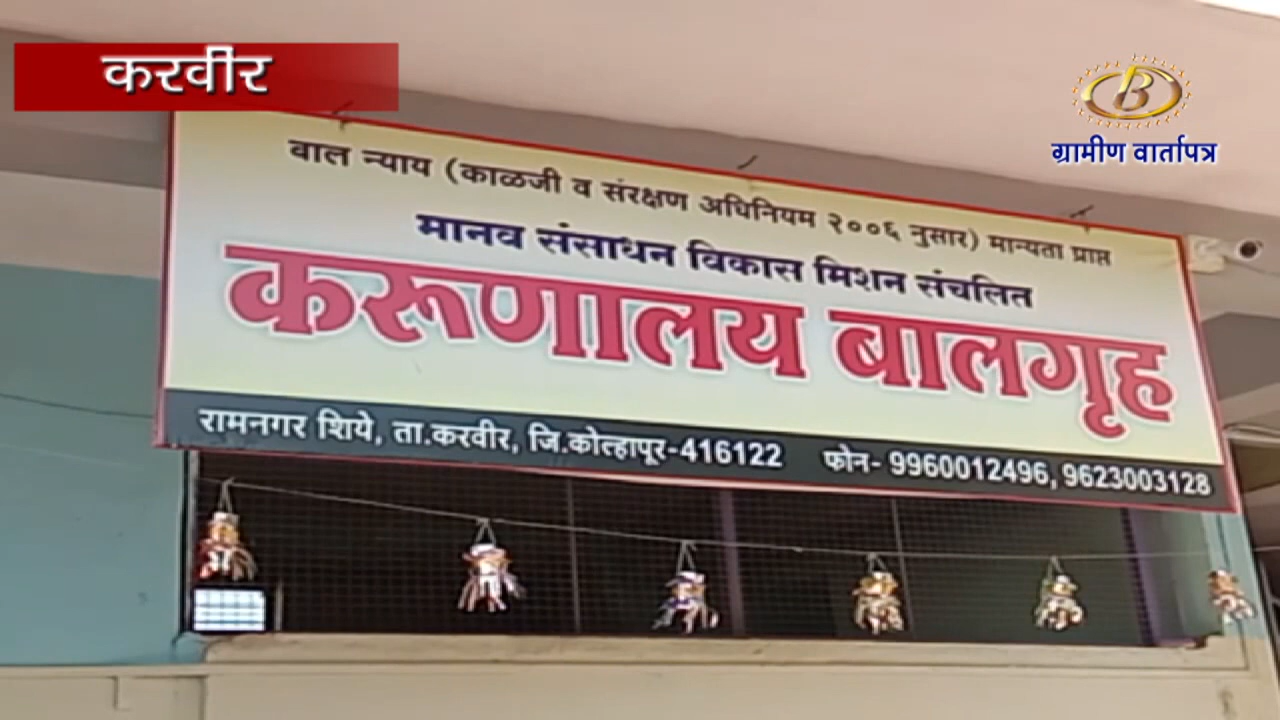 करवीर
B
ग्रामीण वार्तापत्र
बाल न्याय (काळजी व संरक्षण अधिनियम २००६ नुसार) मान्यता प्राप्त
मानव संसाधन विकास मिशन संचलित
करूणालय बालगृह
रामनगर शिये, ता.करवीर, जि.कोल्हापूर-416122 फोन- 9960012496, 9623003128